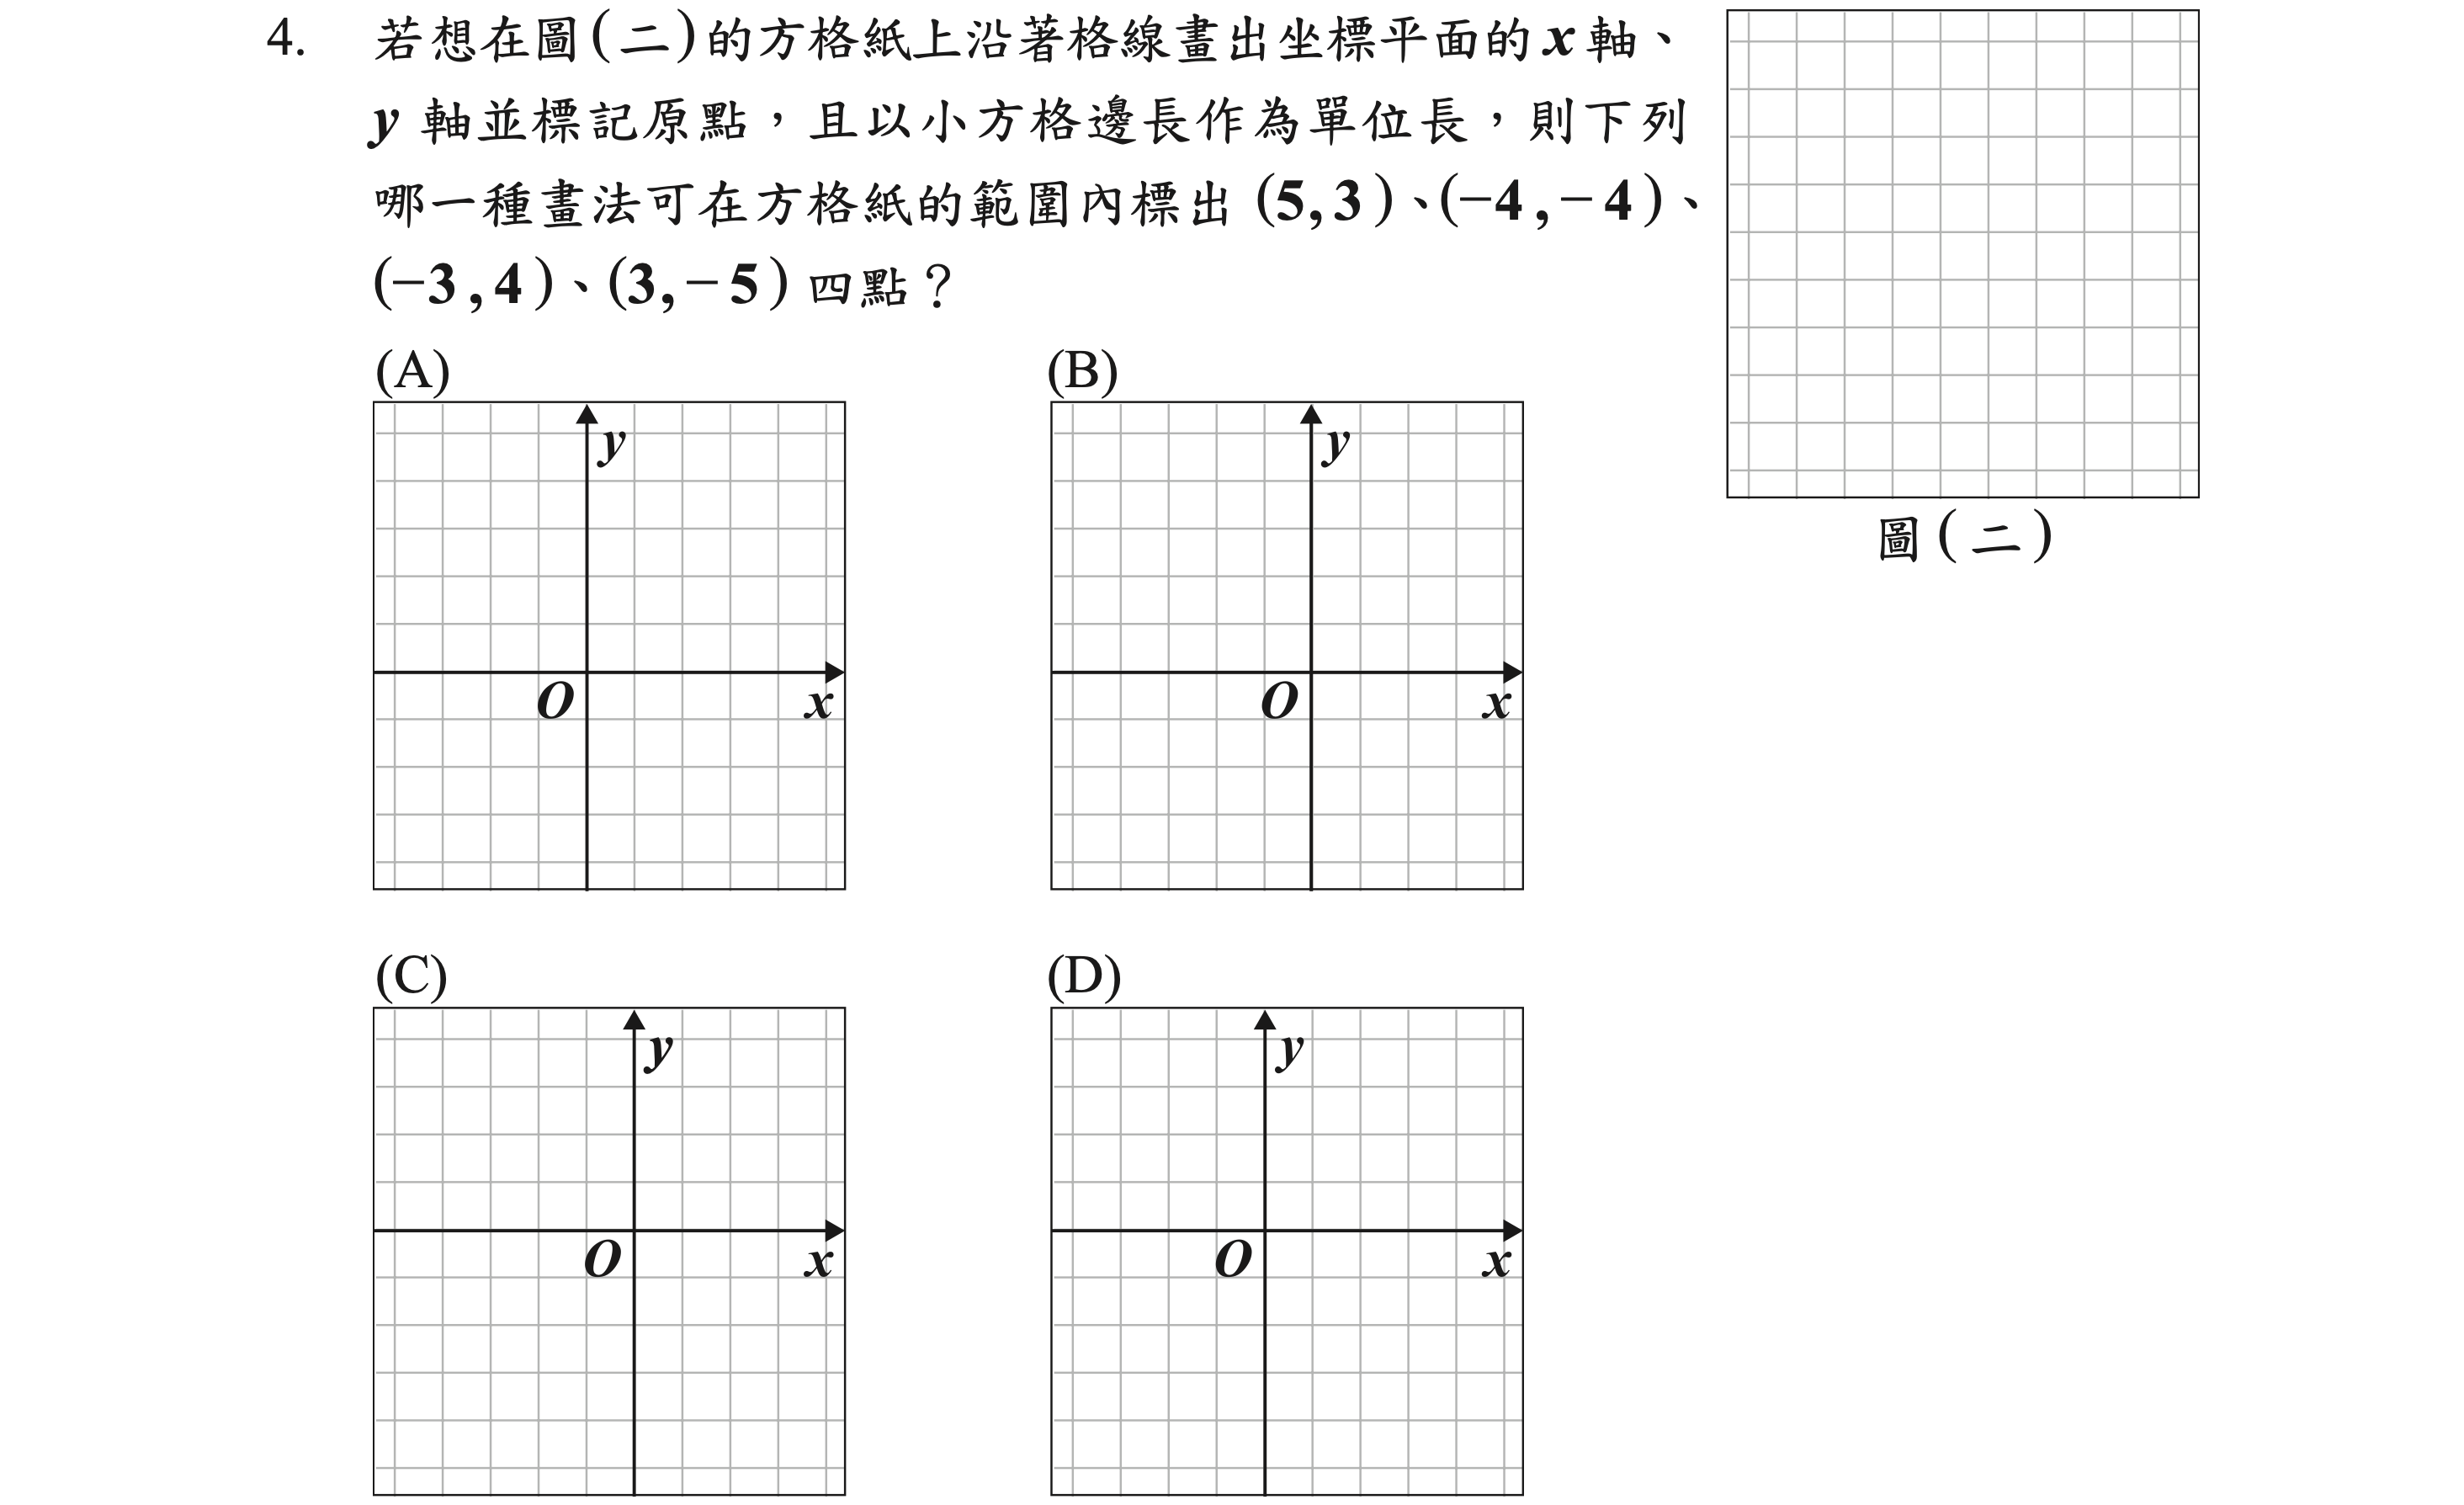 4. 若想在圖(二)的方格紙上沿著格線畫出坐標平面的 x 軸、
y 軸並標記原點，且以小方格邊長作為單位長，則下列
哪一種畫法可在方格紙的範圍內標出 (5,3)、(−4,−4)、
(−3,4)、(3,−5) 四點？
圖(二)
(A)
(B)
y
y
O
x
O
x
(C)
(D)
y
y
O
x
O
x